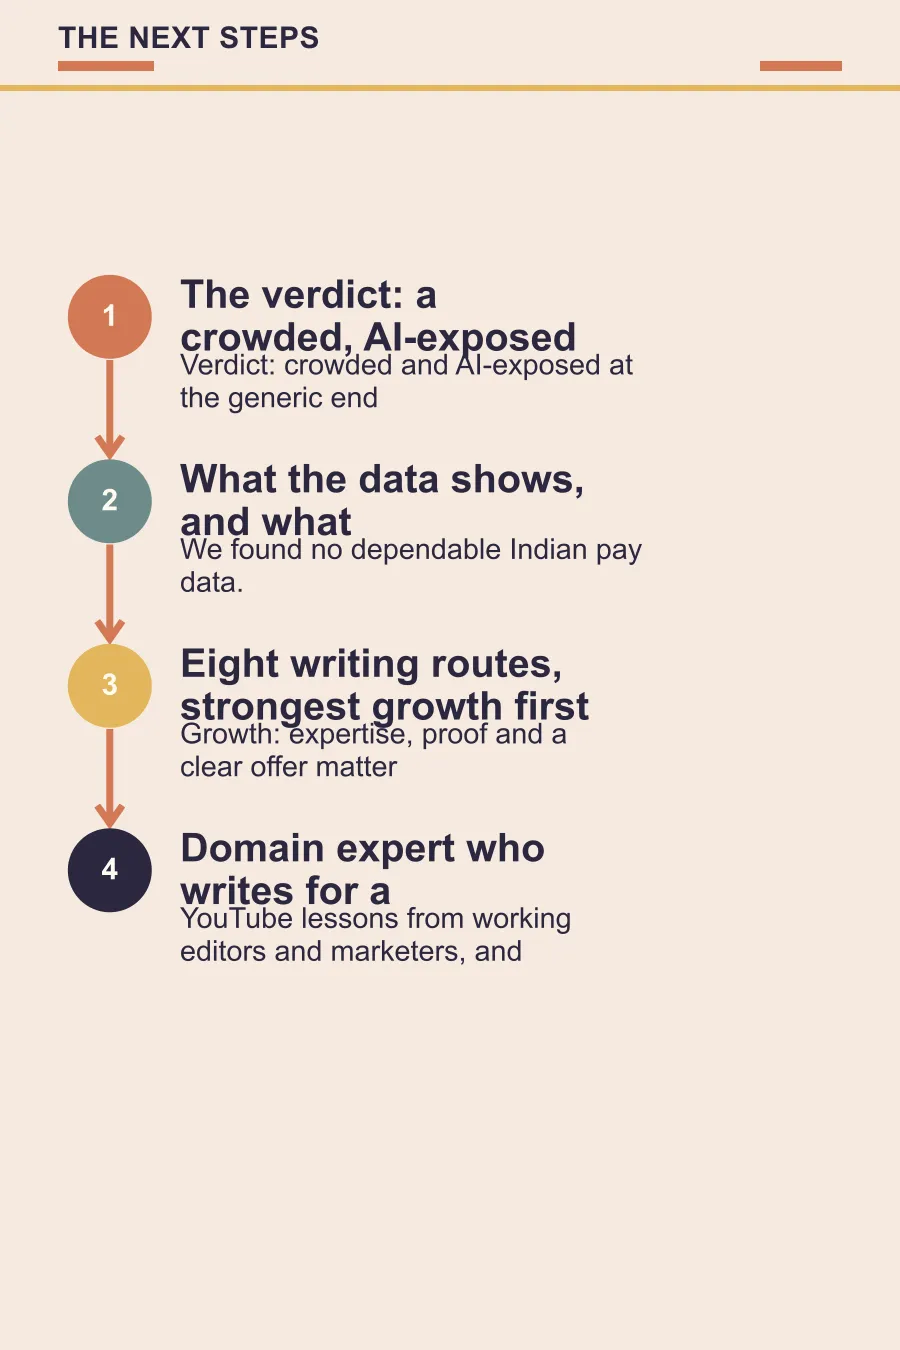 THE NEXT STEPS
1
The verdict: a
crowded, AI-exposed
Verdict: crowded and AI-exposed at
the generic end
2
What the data shows,
and what
We found no dependable Indian pay
data.
3
Eight writing routes,
strongest growth first
Growth: expertise, proof and a
clear offer matter
4
Domain expert who
writes for a
YouTube lessons from working
editors and marketers, and